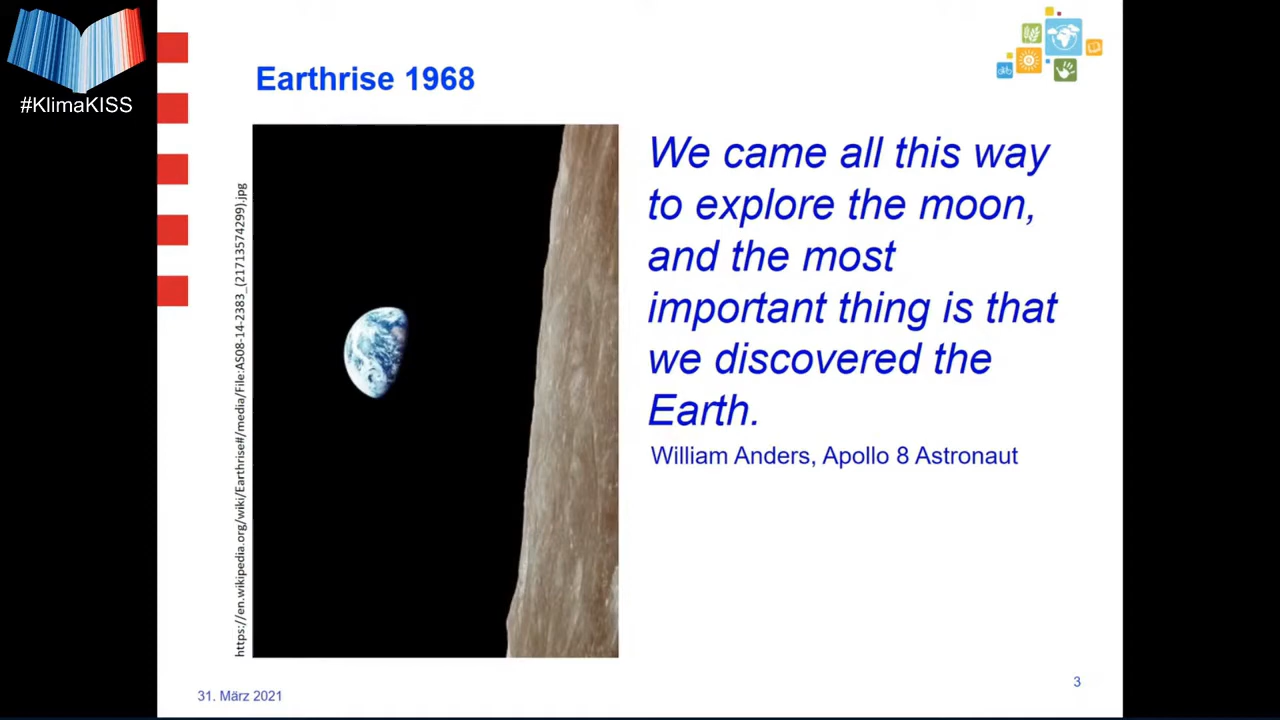 #KlimaKISS
Earthrise 1968
https://en.wikipedia.org/wiki/Earthrise#/media/File:AS08-14-2383_(21713574299).jpg
We came all this way
to explore the moon,
and the most
important thing is that
we discovered the
Earth.
William Anders, Apollo 8 Astronaut
31. März 2021
3